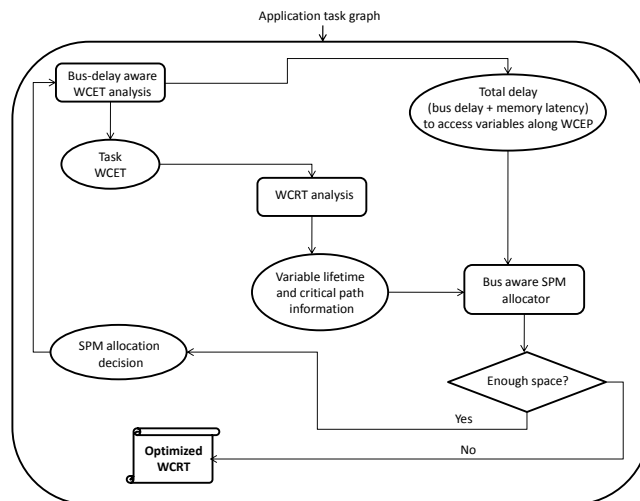 Application task graph
Bus-delay aware
WCET analysis
Total delay
(bus delay + memory latency)
to access variables along WCEP
Task
WCET
WCRT analysis
Variable lifetime
and critical path
information
Bus aware SPM
allocator
SPM allocation
decision
Enough space?
Yes
No
Optimized
WCRT